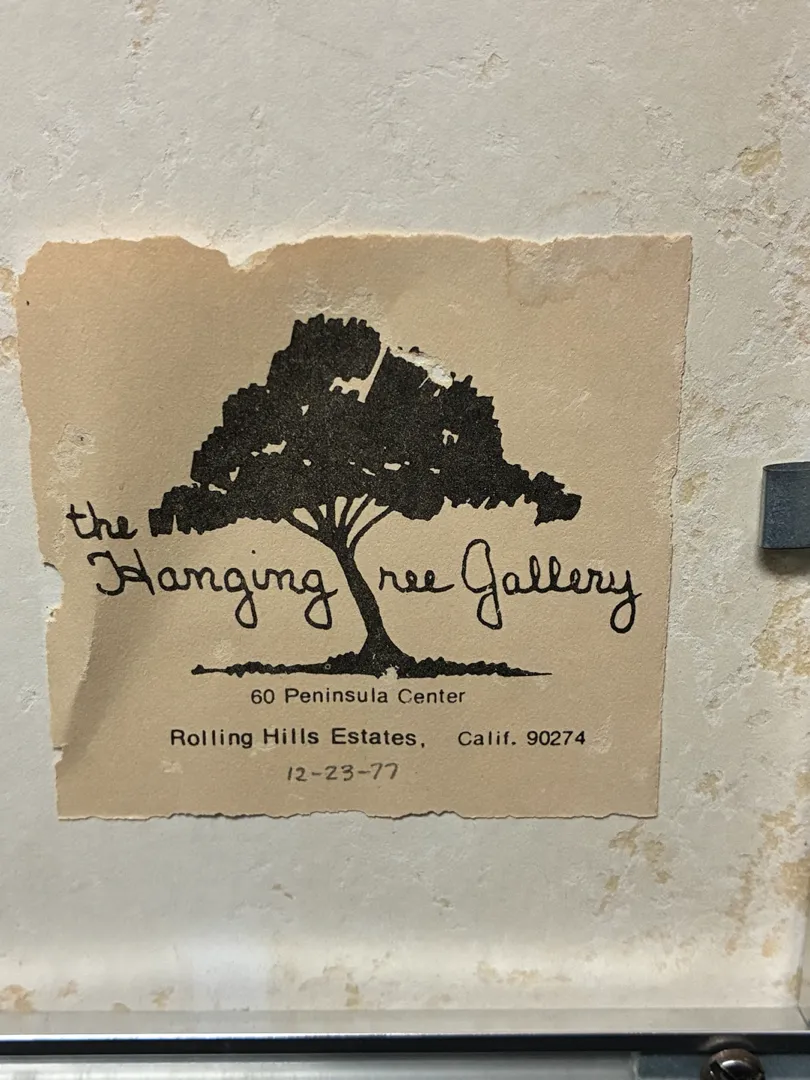 the
Hanging ree Gallery
60 Peninsula Center
Rolling Hills Estates, Calif. 90274
12-23-77